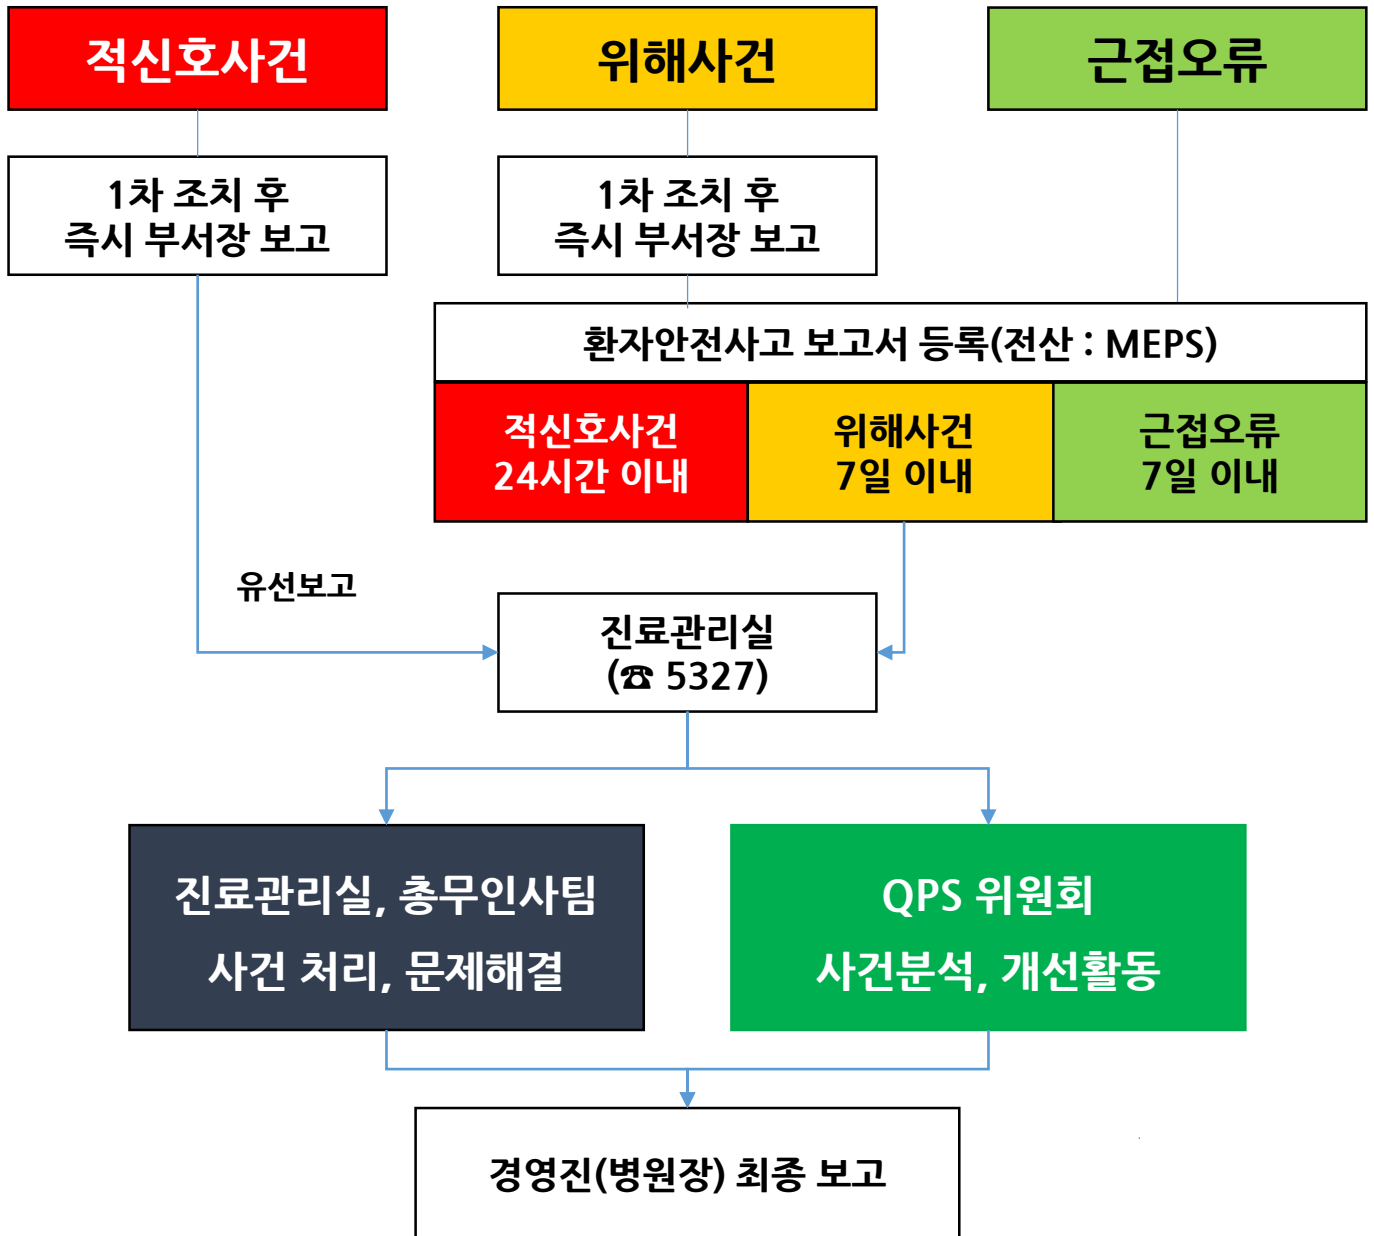 적신호사건
위해사건
근접오류
1차 조치 후
즉시 부서장 보고
1차 조치 후
즉시 부서장 보고
환자안전사고 보고서 등록(전산 : MEPS)
적신호사건
24시간 이내
위해사건
7일 이내
근접오류
7일 이내
유선보고
진료관리실
(☎ 5327)
진료관리실, 총무인사팀
사건 처리, 문제해결
QPS 위원회
사건분석, 개선활동
경영진(병원장) 최종 보고